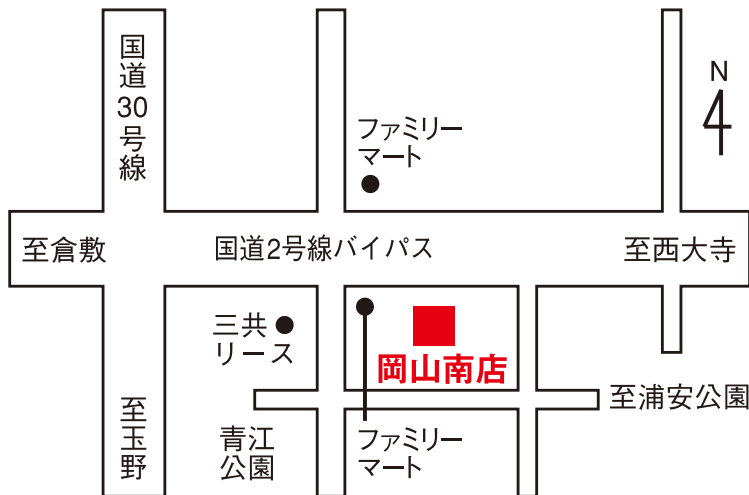 国道30号線
N
ファミリー
マート
至倉敷
国道2号線バイパス
至西大寺
三共
リース
岡山南店
至浦安公園
至玉野
青江
公園
ファミリー
マート